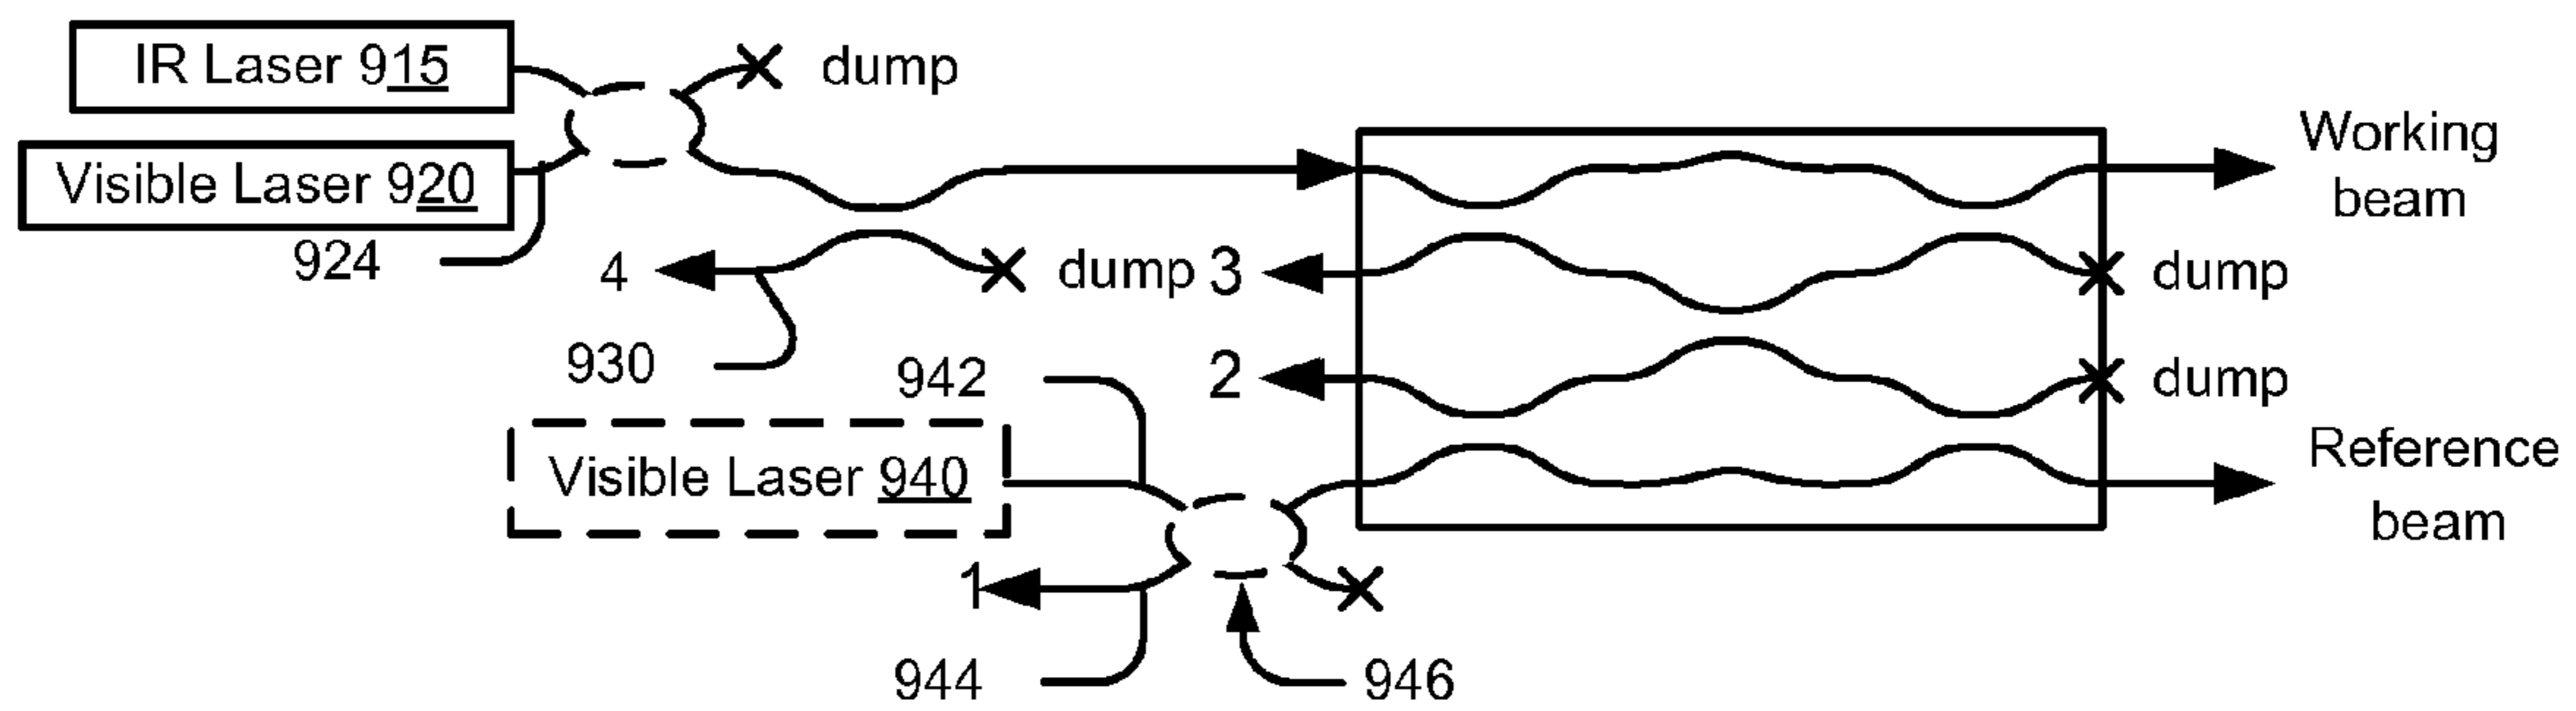 IR Laser 915
dump
Visible Laser 920
Working
beam
924
4
dump
3
dump
930
942
2
dump
Visible Laser 940
Reference
beam
1
944
946